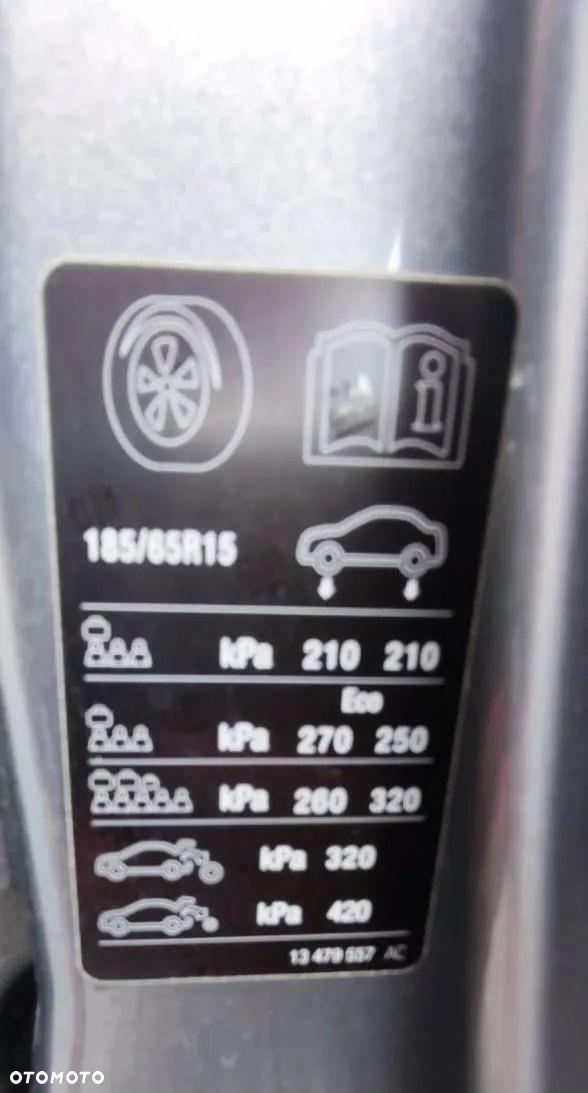 185/65R15
kPa 210 210
Eco
kPa 270 250
kPa 260 320
kPa 320
kPa 420
13 479 557 AC
OTOMOTO